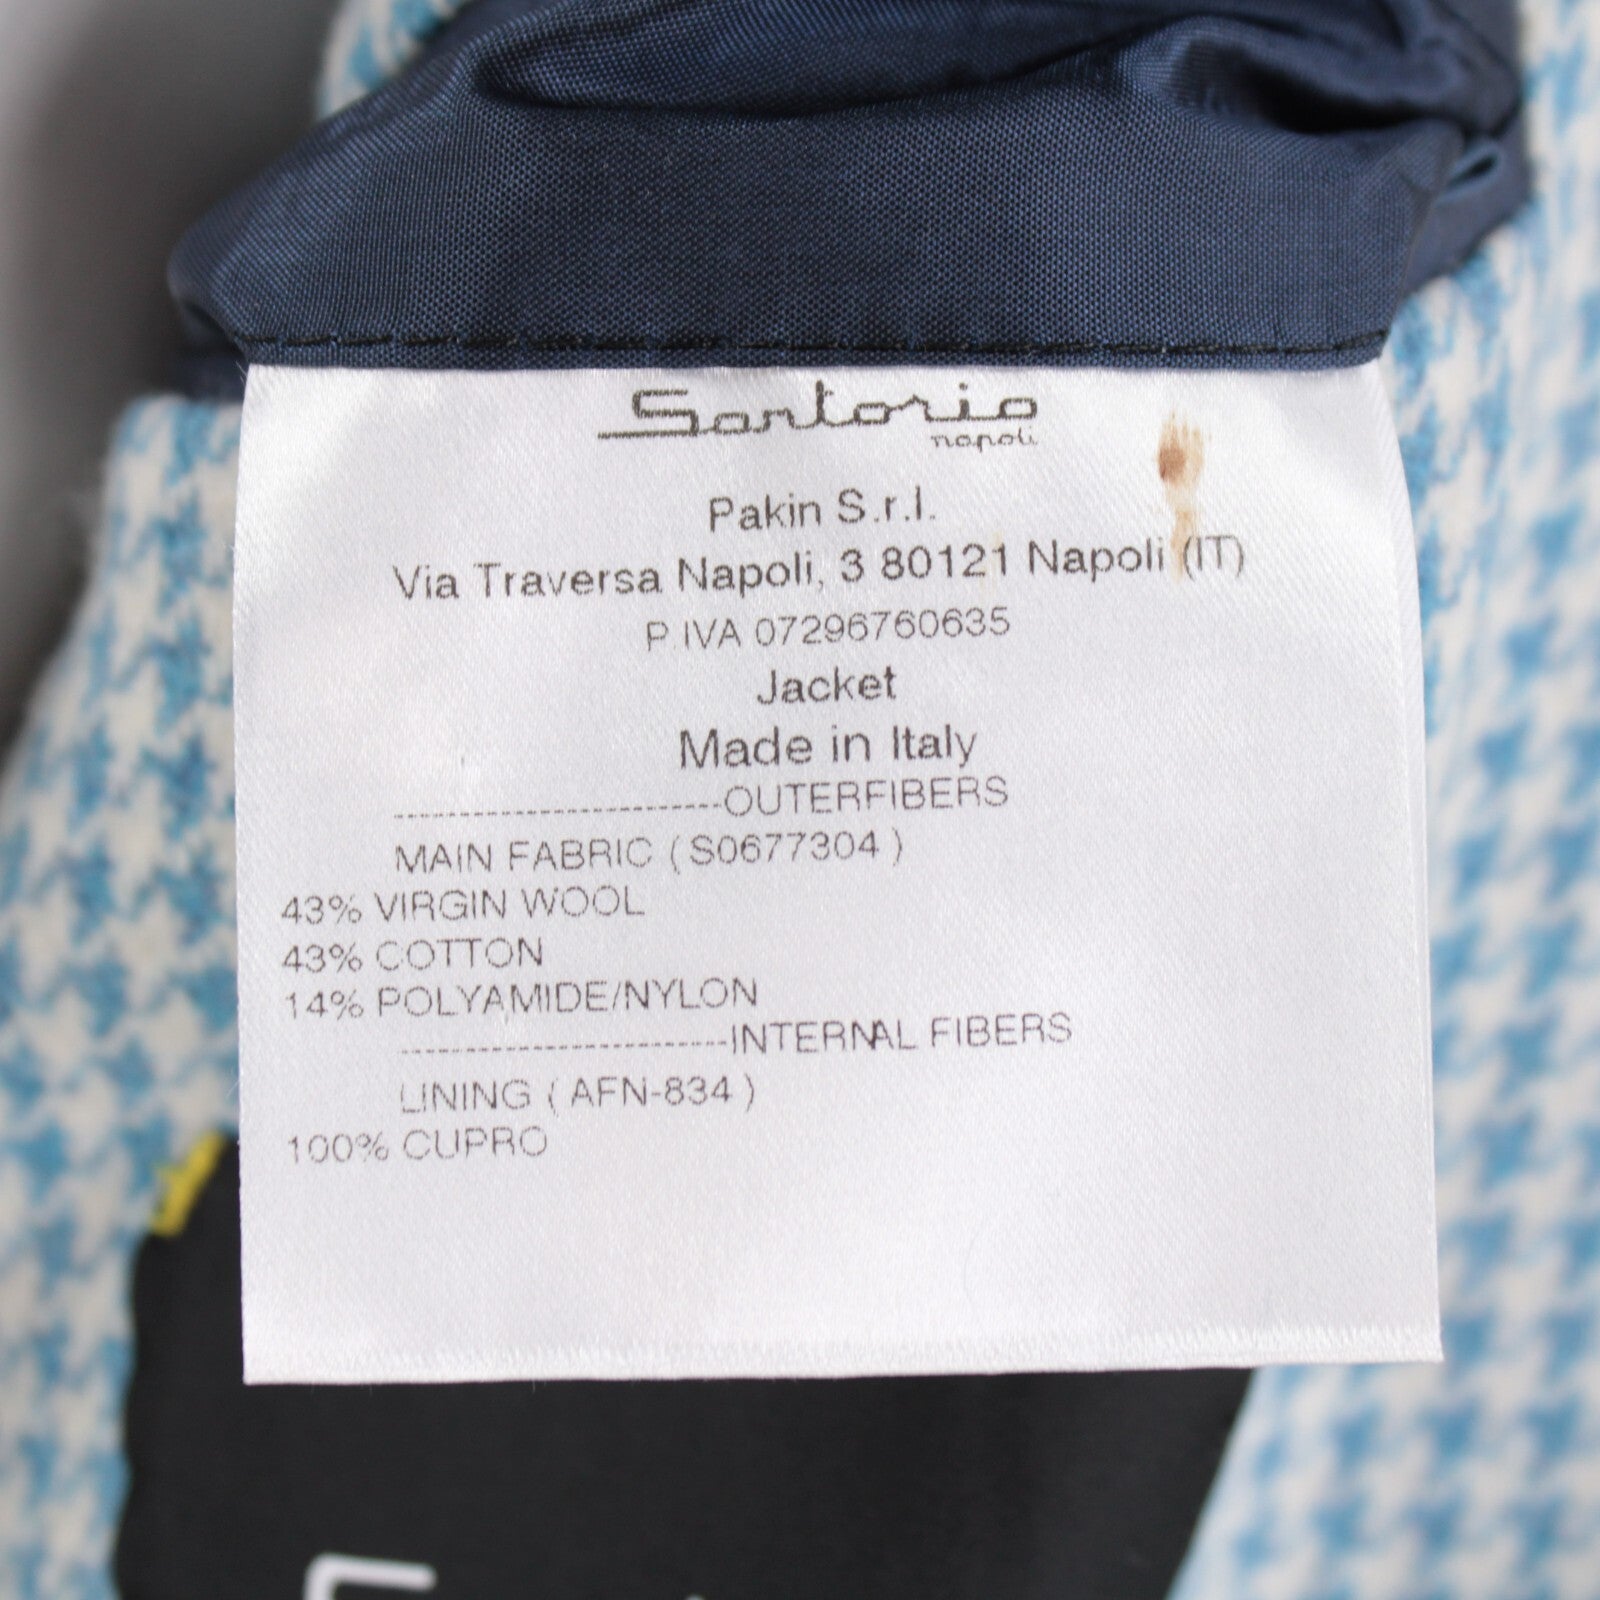 Sartorio
napoli
Pakin S.r.l.
Via Traversa Napoli, 3 80121 Napoli (IT)
P.IVA 07296760635
Jacket
Made in Italy
------------------------OUTERFIBERS
MAIN FABRIC ( S0677304 )
43% VIRGIN WOOL
43% COTTON
14% POLYAMIDE/NYLON
------------------------INTERNAL FIBERS
LINING ( AFN-834 )
100% CUPRO